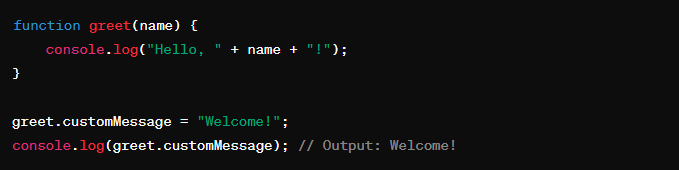 function greet(name) {
    console.log("Hello, " + name + "!");
}
greet.customMessage = "Welcome!";
console.log(greet.customMessage); // Output: Welcome!